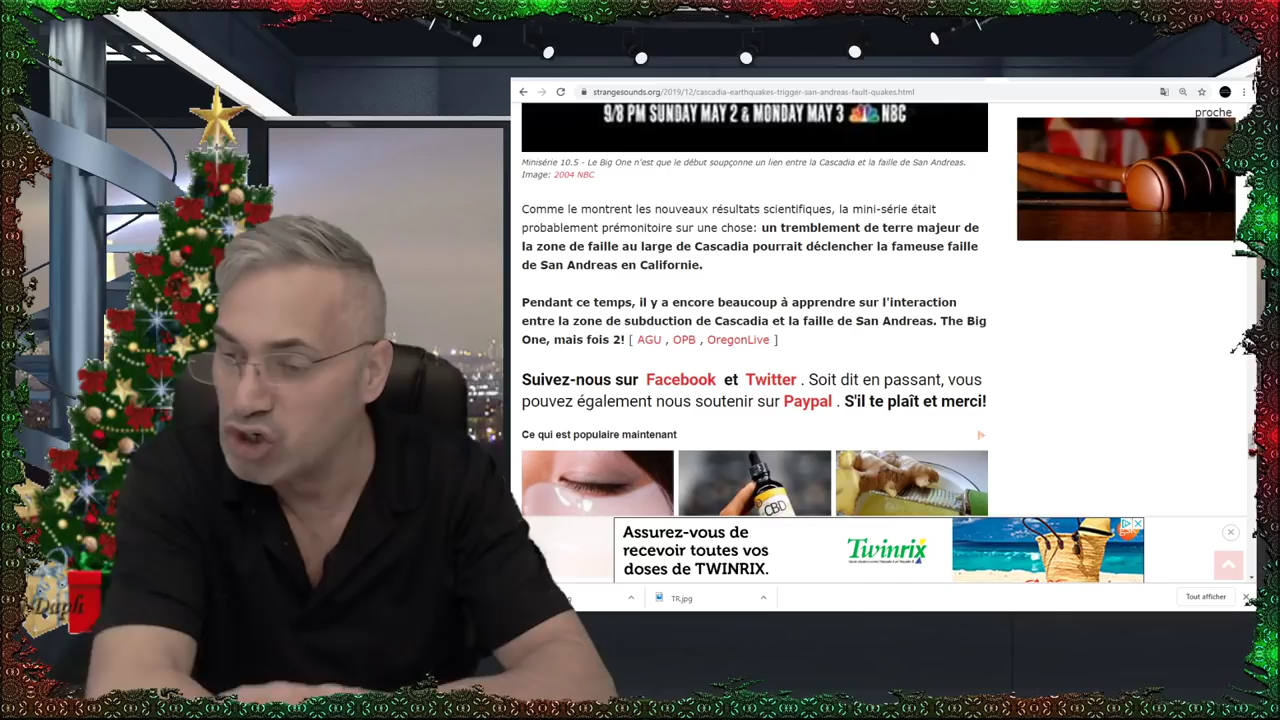 strangesounds.org/2019/12/cascadia-earthquakes-trigger-san-andreas-fault-quakes.html
9/8 PM SUNDAY MAY 2 & MONDAY MAY 3 NBC
proche
Minisérie 10.5 - Le Big One n'est que le début soupçonne un lien entre la Cascadia et la faille de San Andreas.
Image: 2004 NBC
Comme le montrent les nouveaux résultats scientifiques, la mini-série était
probablement prémonitoire sur une chose: un tremblement de terre majeur de
la zone de faille au large de Cascadia pourrait déclencher la fameuse faille
de San Andreas en Californie.
Pendant ce temps, il y a encore beaucoup à apprendre sur l'interaction
entre la zone de subduction de Cascadia et la faille de San Andreas. The Big
One, mais fois 2! [ AGU , OPB , OregonLive ]
Suivez-nous sur Facebook et Twitter . Soit dit en passant, vous
pouvez également nous soutenir sur Paypal . S'il te plaît et merci!
Ce qui est populaire maintenant
CBD
Assurez-vous de
recevoir toutes vos
doses de TWINRIX.
Twinrix
TR.jpg
Tout afficher
Daph